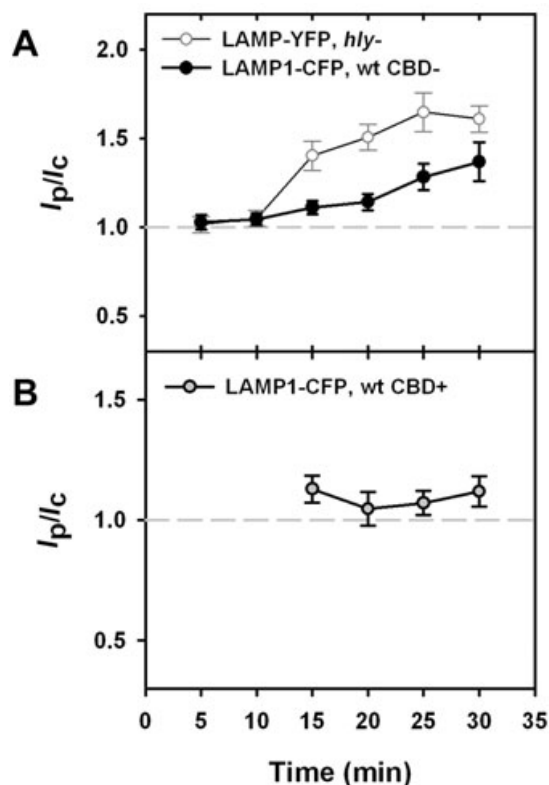 A
LAMP-YFP, hly-
LAMP1-CFP, wt CBD-
2.0
1.5
1.0
0.5
Ip/Ic
B
LAMP1-CFP, wt CBD+
1.5
1.0
0.5
Ip/Ic
0 5 10 15 20 25 30 35
Time (min)